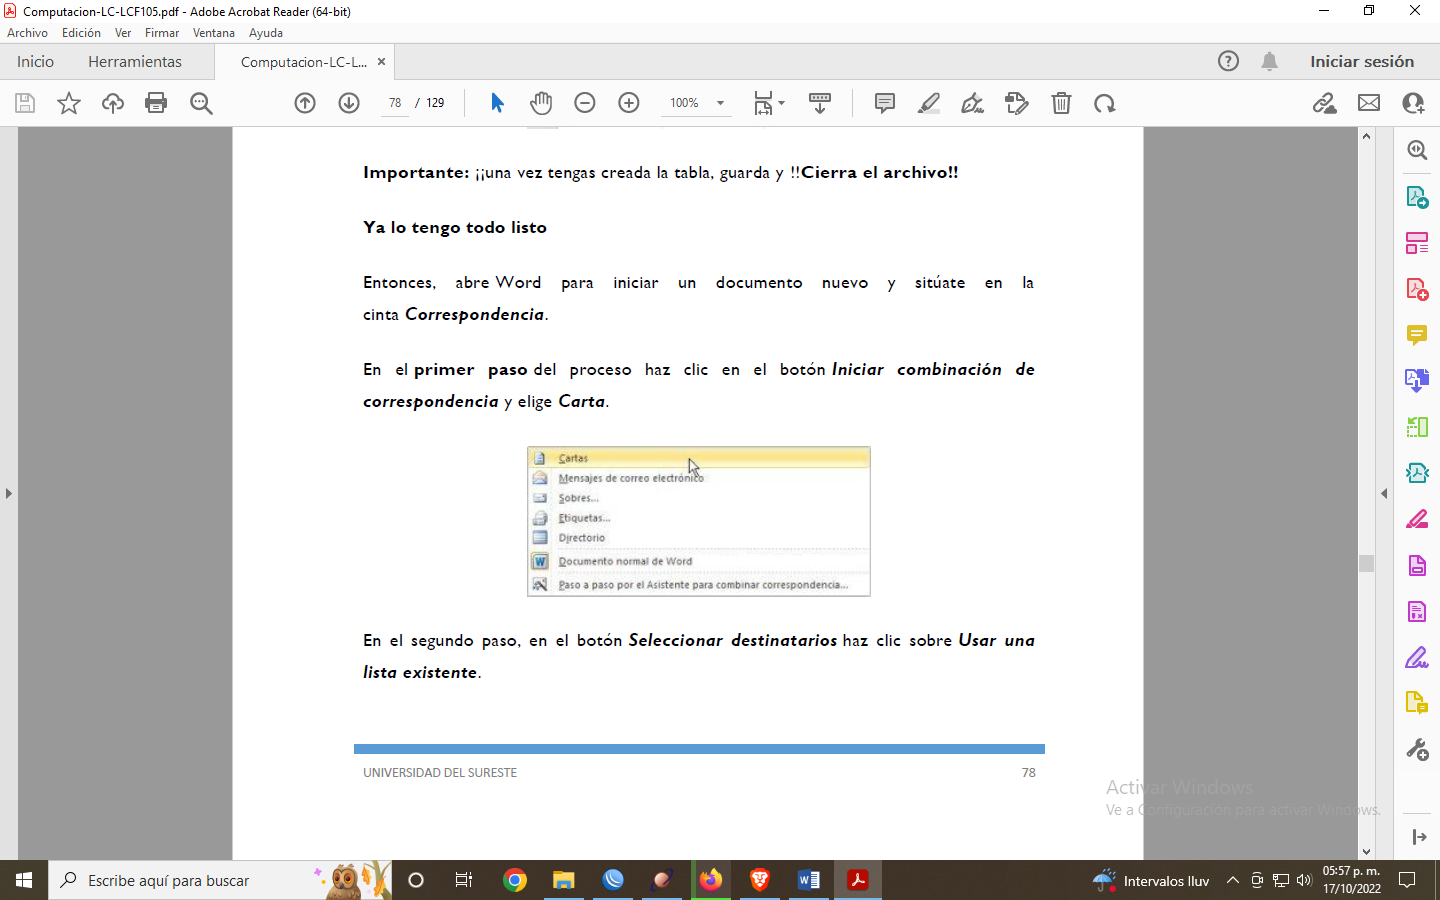 Computacion-LC-LCF105.pdf - Adobe Acrobat Reader (64-bit)
Archivo Edición Ver Firmar Ventana Ayuda
Inicio Herramientas Computacion-LC-L... × Iniciar sesión
78 / 129 100%
Importante: ¡¡una vez tengas creada la tabla, guarda y !!Cierra el archivo!!
Ya lo tengo todo listo
Entonces, abre Word para iniciar un documento nuevo y sitúate en la
cinta Correspondencia.
En el primer paso del proceso haz clic en el botón Iniciar combinación de
correspondencia y elige Carta.
Cartas
Mensajes de correo electrónico
Sobres...
Etiquetas...
Directorio
Documento normal de Word
Paso a paso por el Asistente para combinar correspondencia...
En el segundo paso, en el botón Seleccionar destinatarios haz clic sobre Usar una
lista existente.
UNIVERSIDAD DEL SURESTE 78
Activar Windows
Ve a Configuración para activar Windows.
Escribe aquí para buscar
Intervalos lluv
05:57 p. m.
17/10/2022